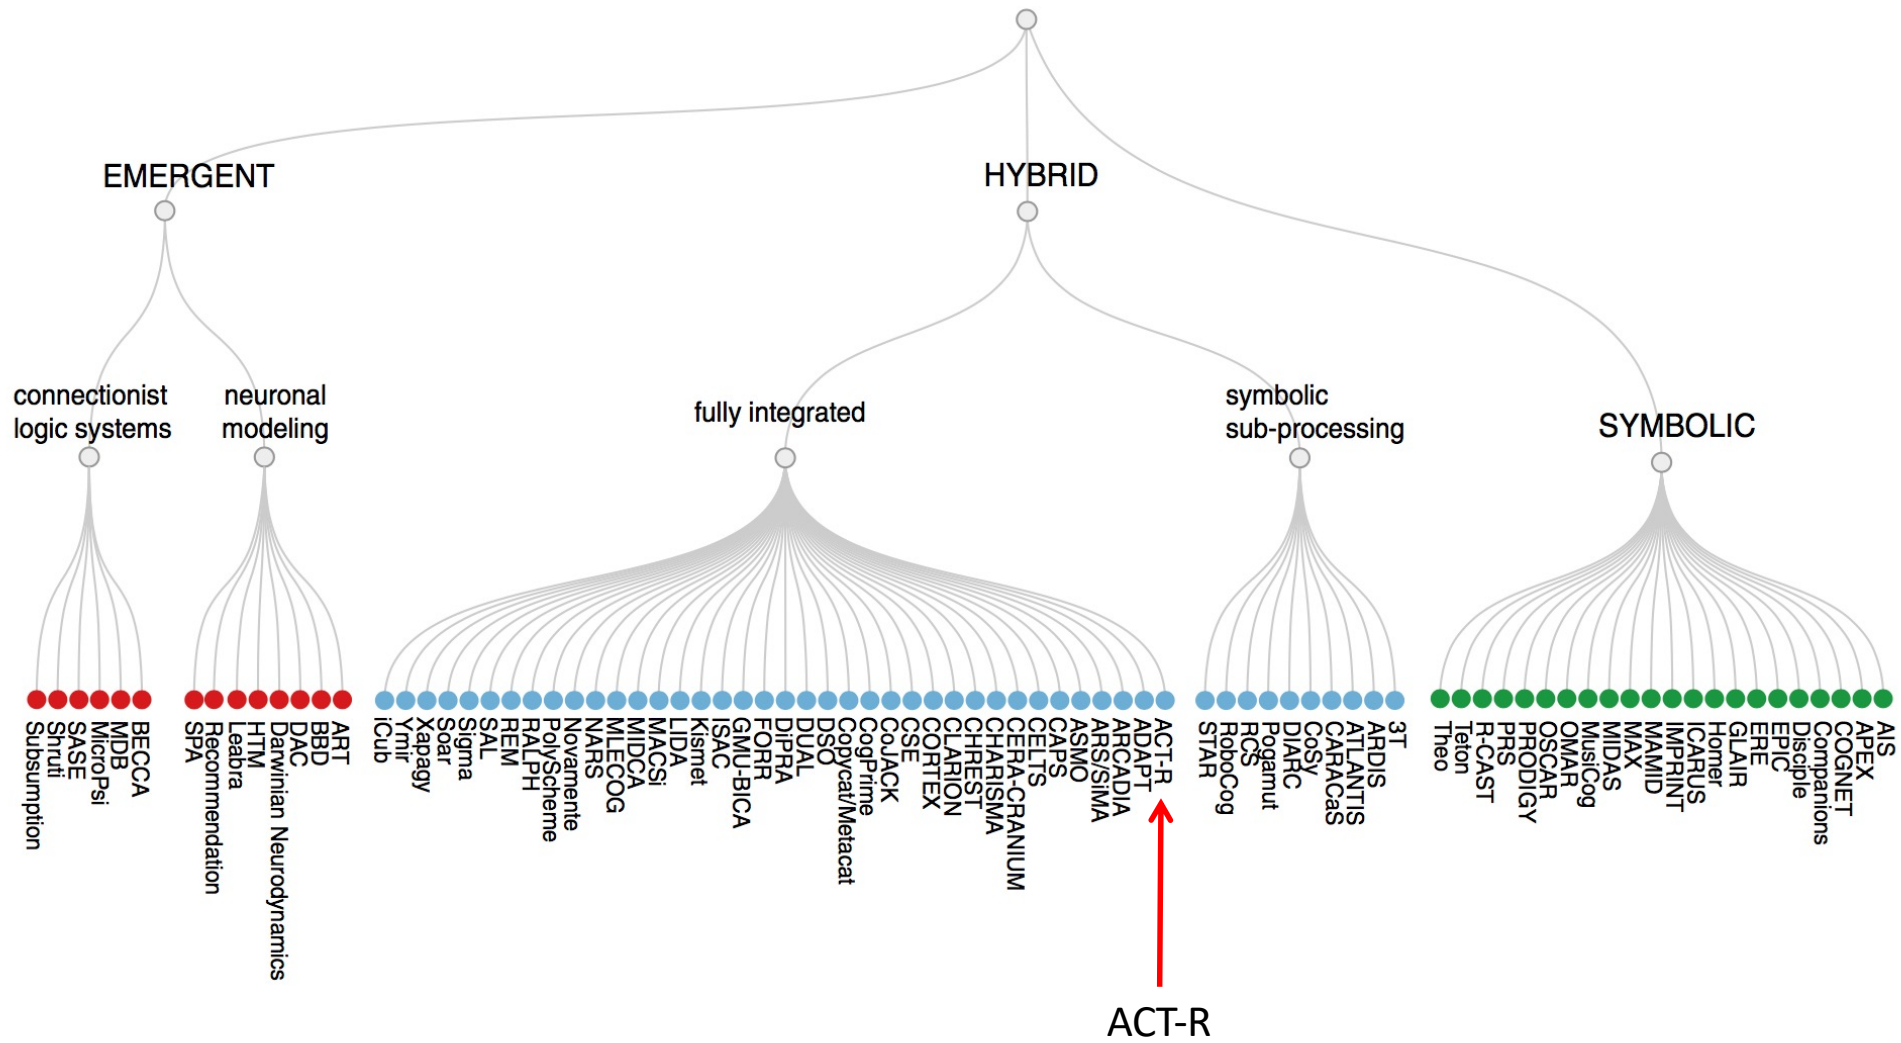 EMERGENT
HYBRID
connectionist
logic systems
neuronal
modeling
fully integrated
symbolic
sub-processing
SYMBOLIC
Subsumption
Shruti
SASE
MicroPsi
MDB
BECCA
SPA
Recommendation
Leabra
HTM
Darwinian Neurodynamics
DAC
BBD
ART
iCub
Ymir
Xapagy
Soar
Sigma
SAL
REM
RALPH
PolyScheme
Novamente
NARS
MLECOG
MIDCA
MACSi
LIDA
Kismet
ISAC
GMU-BICA
FORR
DiPRA
DUAL
DSO
Copycat/Metacat
CogPrime
CoJACK
CSE
CORTEX
CLARION
CHREST
CHARISMA
CERA-CRANIUM
CELTS
CAPS
ASMO
ARS/SiMA
ARCADIA
ADAPT
ACT-R
STAR
RoboCog
RCS
Pogamut
DIARC
CoSy
CARACaS
ATLANTIS
ARDIS
3T
Theo
Teton
R-CAST
PRS
PRODIGY
OSCAR
OMAR
MusiCog
MIDAS
MAX
MAMID
IMPRINT
ICARUS
Homer
GLAIR
ERE
EPIC
Disciple
Companions
COGNET
APEX
AIS
ACT-R